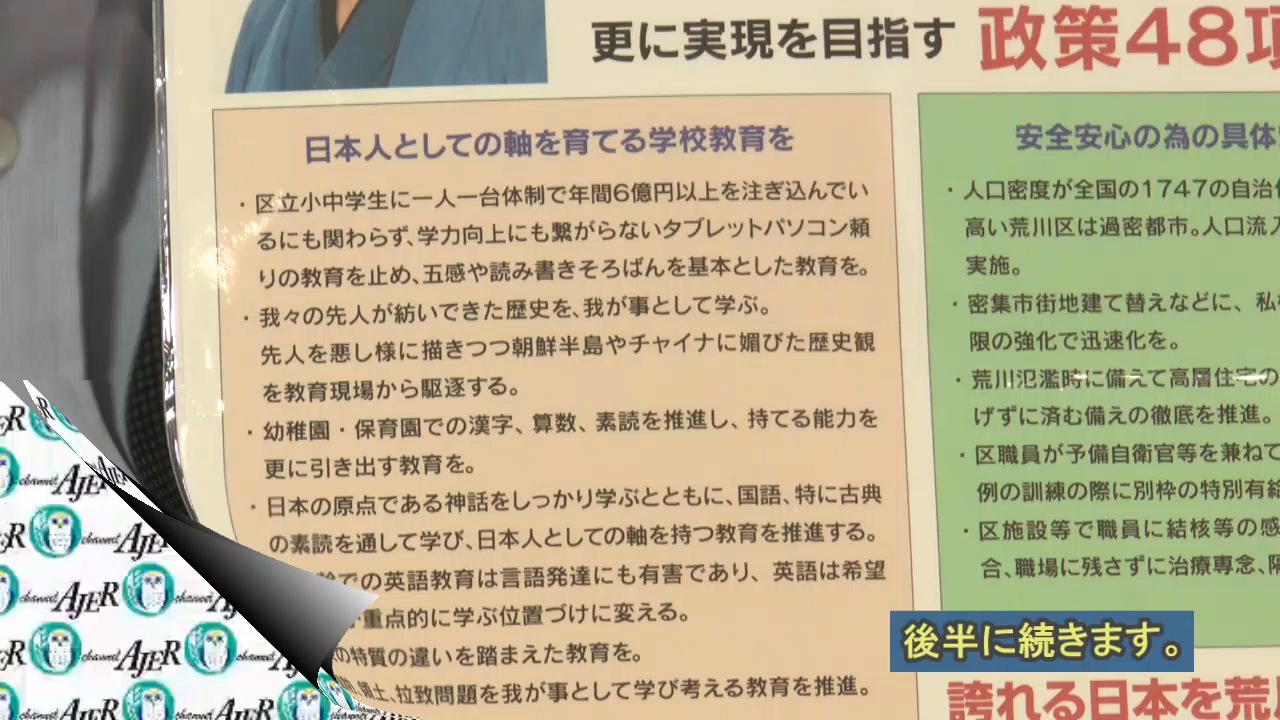 更に実現を目指す 政策48項
日本人としての軸を育てる学校教育を
・区立小中学生に一人一台体制で年間6億円以上を注ぎ込んでい
るにも関わらず、学力向上にも繋がらないタブレットパソコン頼
りの教育を止め、五感や読み書きそろばんを基本とした教育を。
・我々の先人が紡いできた歴史を、我が事として学ぶ。
先人を悪し様に描きつつ朝鮮半島やチャイナに媚びた歴史観
を教育現場から駆逐する。
・幼稚園・保育園での漢字、算数、素読を推進し、持てる能力を
更に引き出す教育を。
・日本の原点である神話をしっかり学ぶとともに、国語、特に古典
の素読を通して学び、日本人としての軸を持つ教育を推進する。
での英語教育は言語発達にも有害であり、英語は希望
重点的に学ぶ位置づけに変える。
の特質の違いを踏まえた教育を。
領土、拉致問題を我が事として学び考える教育を推進。
安全安心の為の具体
・人口密度が全国の1747の自治体
高い荒川区は過密都市。人口流入
実施。
・密集市街地建て替えなどに、私
限の強化で迅速化を。
・荒川氾濫時に備えて高層住宅の
げずに済む備えの徹底を推進。
・区職員が予備自衛官等を兼ねて
例の訓練の際に別枠の特別有給
・区施設等で職員に結核等の感
合、職場に残さずに治療専念、隔
誇れる日本を荒川
後半に続きます。
channel AJER
channel AJER
channel AJER
channel AJER